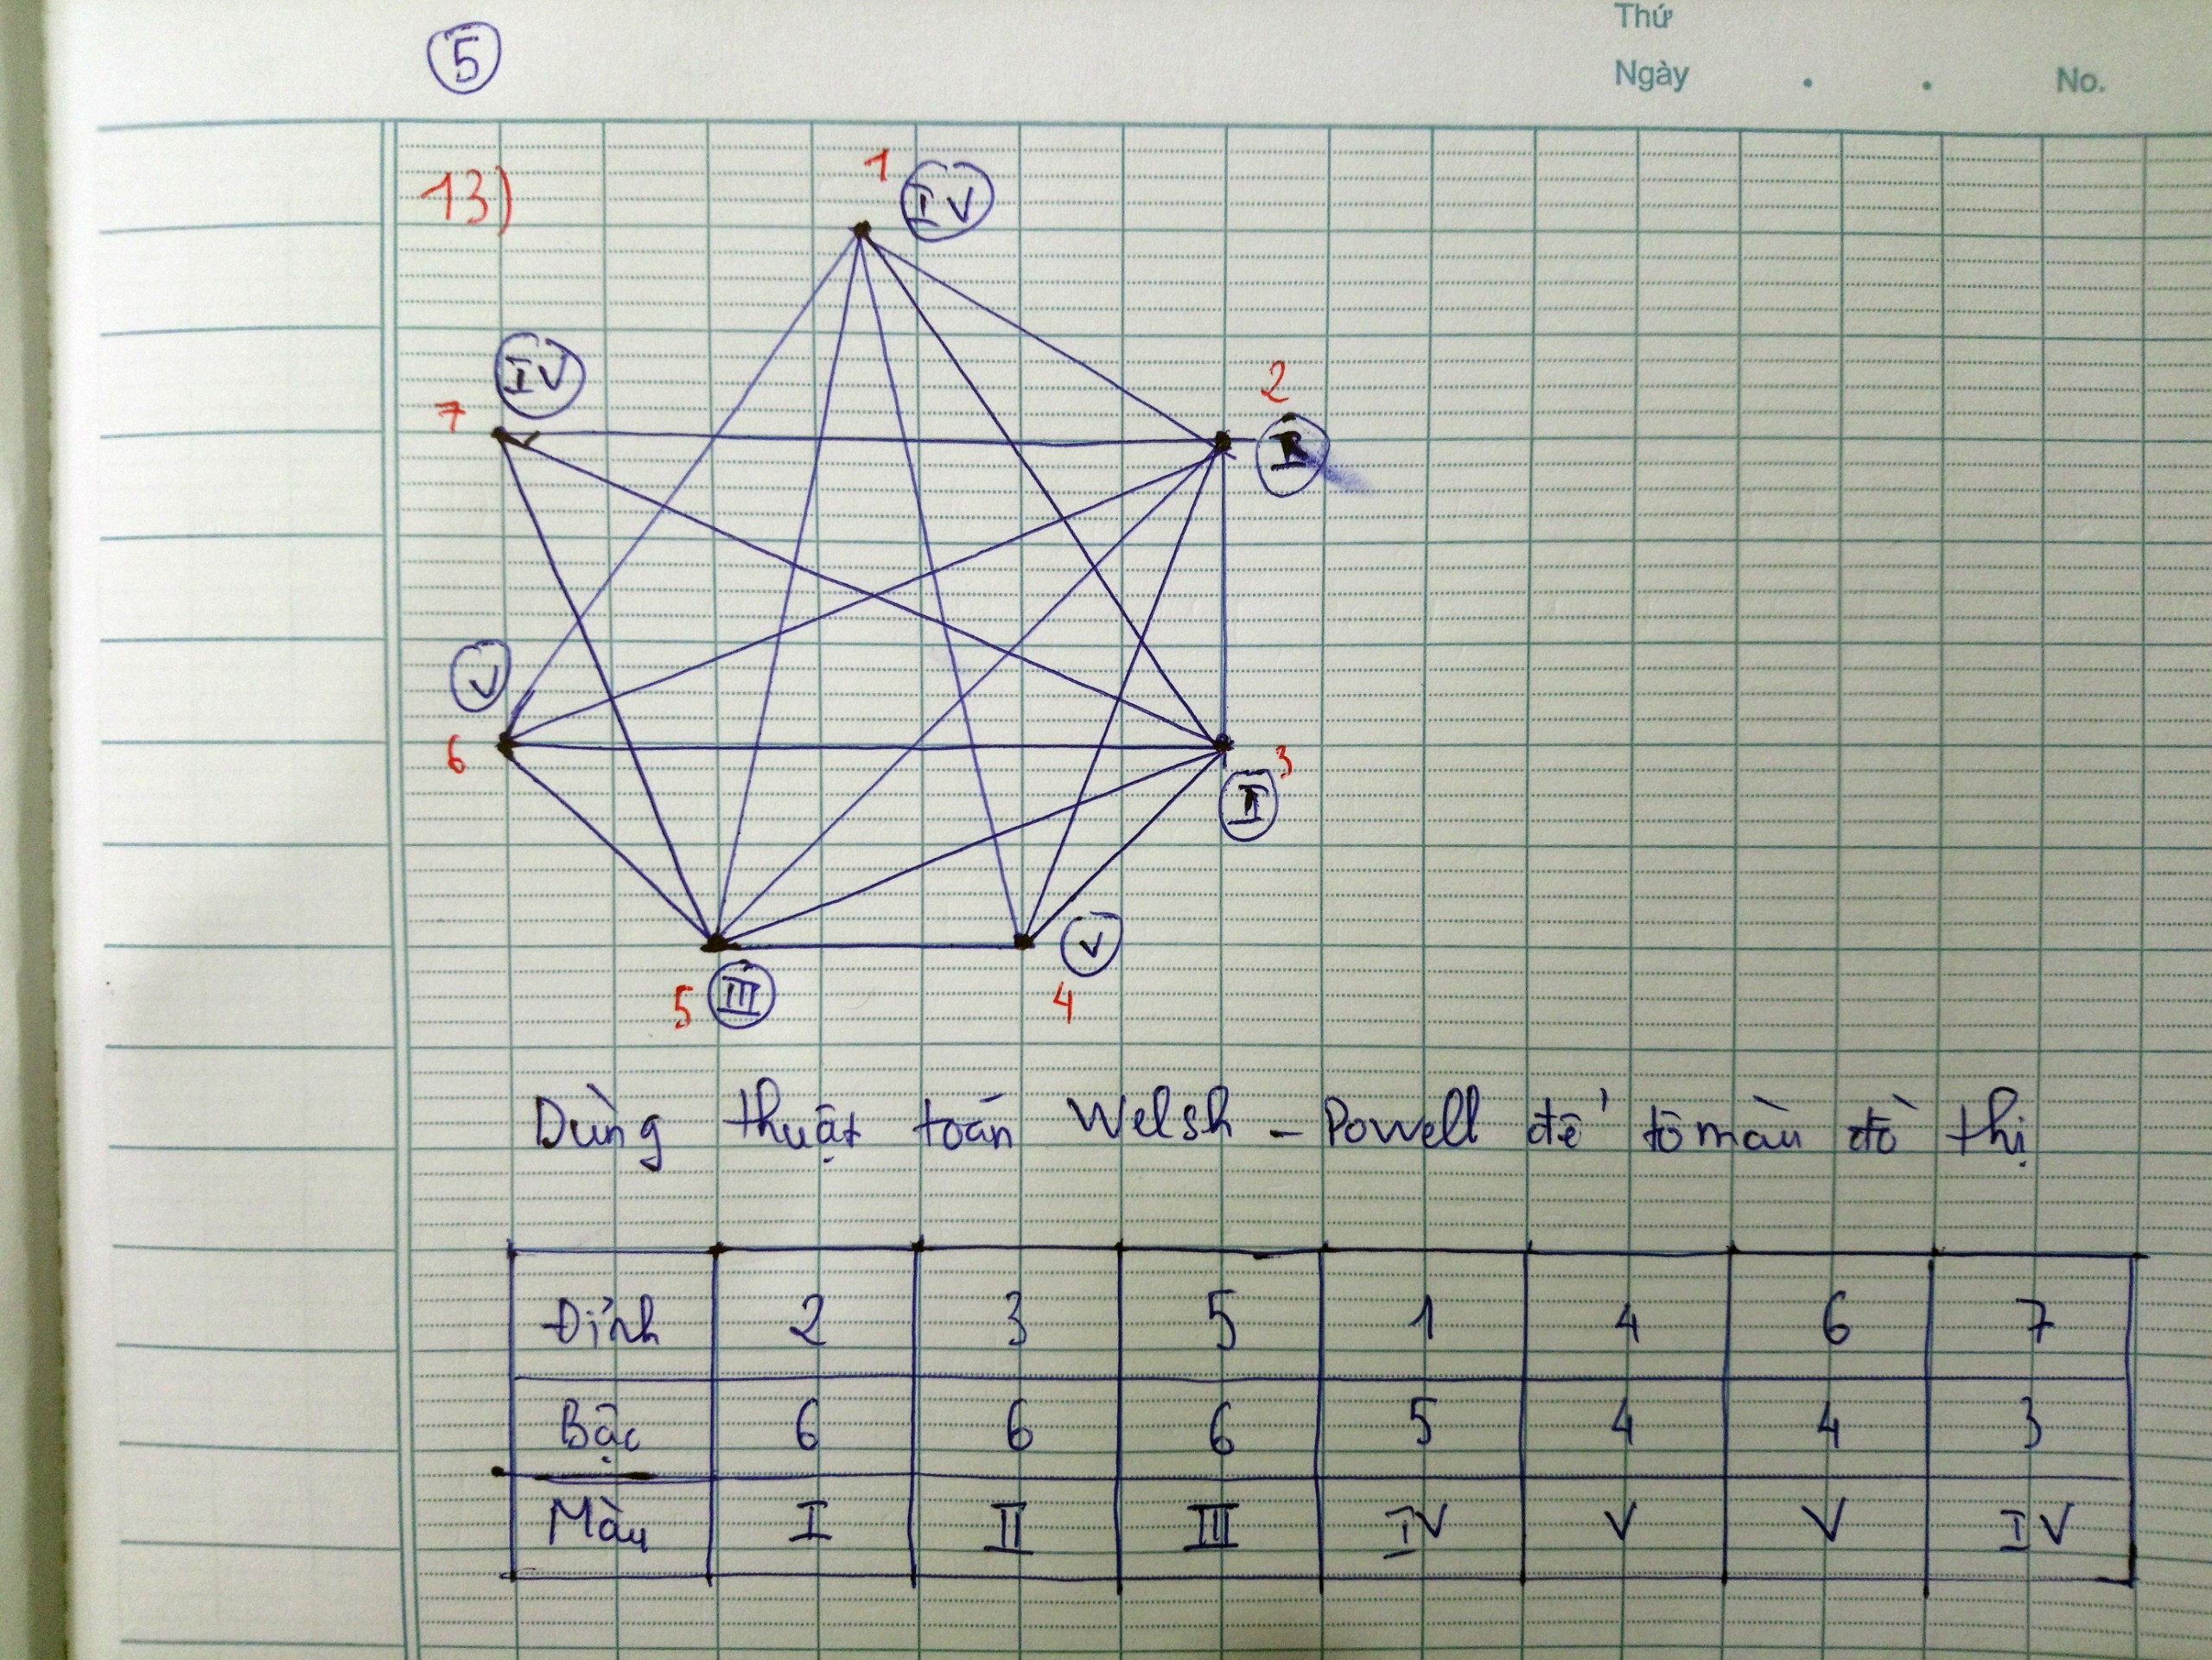 Thứ
Ngày . . No.
5
13)
1 IV
IV
7
2
V
6
3
I
5 III
V
4
Dùng thuật toán Welsh - Powell để tô màu đồ thị
Đỉnh 2 3 5 1 4 6 7
Bậc 6 6 6 5 4 4 3
Màu I II III IV V V IV